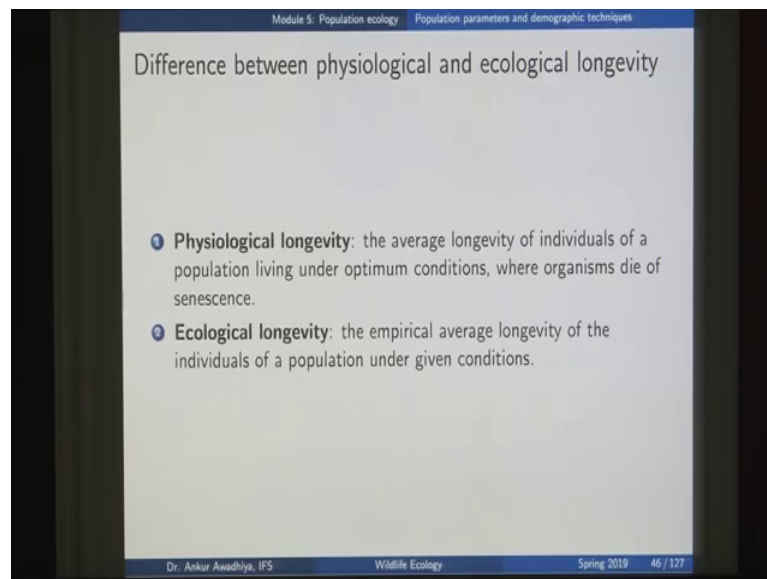 Module 5: Population ecology Population parameters and demographic techniques
Difference between physiological and ecological longevity
1 Physiological longevity: the average longevity of individuals of a
population living under optimum conditions, where organisms die of
senescence.
2 Ecological longevity: the empirical average longevity of the
individuals of a population under given conditions.
Dr. Ankur Awadhiya, IFS Wildlife Ecology Spring 2019 46/127